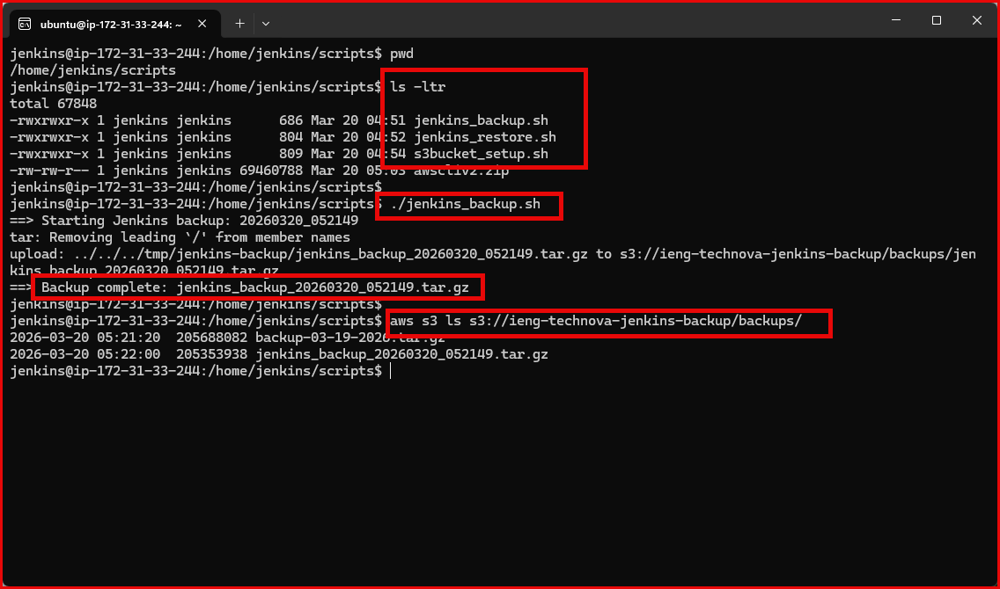 ubuntu@ip-172-31-33-244: ~
jenkins@ip-172-31-33-244:/home/jenkins/scripts$ pwd
/home/jenkins/scripts
jenkins@ip-172-31-33-244:/home/jenkins/scripts$ ls -ltr
total 67848
-rwxrwxr-x 1 jenkins jenkins      686 Mar 20 04:51 jenkins_backup.sh
-rwxrwxr-x 1 jenkins jenkins      804 Mar 20 04:52 jenkins_restore.sh
-rwxrwxr-x 1 jenkins jenkins      809 Mar 20 04:54 s3bucket_setup.sh
-rw-rw-r-- 1 jenkins jenkins 69460788 Mar 20 05:03 awscliv2.zip
jenkins@ip-172-31-33-244:/home/jenkins/scripts$
jenkins@ip-172-31-33-244:/home/jenkins/scripts$ ./jenkins_backup.sh
==> Starting Jenkins backup: 20260320_052149
tar: Removing leading `/' from member names
upload: ../../../tmp/jenkins-backup/jenkins_backup_20260320_052149.tar.gz to s3://ieng-technova-jenkins-backup/backups/jen
kins_backup_20260320_052149.tar.gz
==> Backup complete: jenkins_backup_20260320_052149.tar.gz
jenkins@ip-172-31-33-244:/home/jenkins/scripts$
jenkins@ip-172-31-33-244:/home/jenkins/scripts$ aws s3 ls s3://ieng-technova-jenkins-backup/backups/
2026-03-20 05:21:20  205688082 backup-03-19-2026.tar.gz
2026-03-20 05:22:00  205353938 jenkins_backup_20260320_052149.tar.gz
jenkins@ip-172-31-33-244:/home/jenkins/scripts$